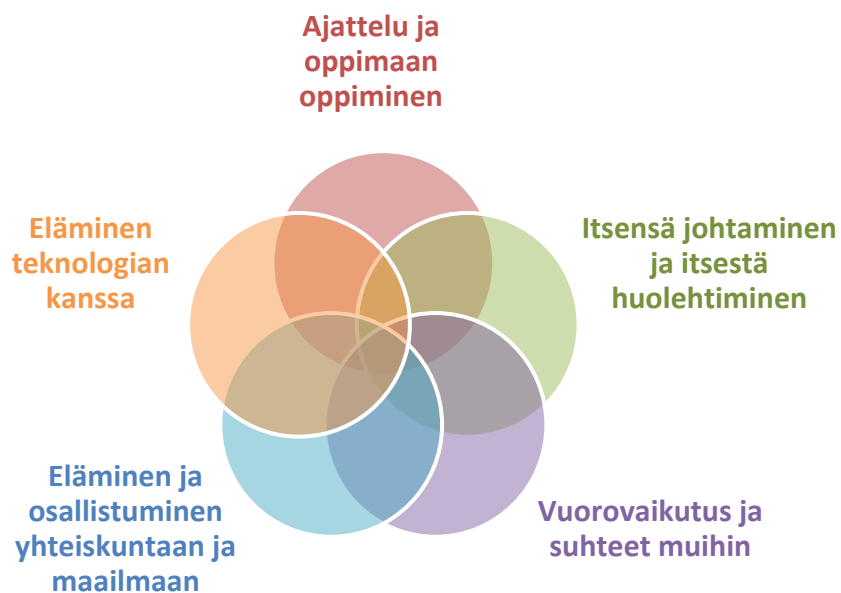 Ajattelu ja
oppimaan
oppiminen
Eläminen
teknologian
kanssa
Itsensä johtaminen
ja itsestä
huolehtiminen
Eläminen ja
osallistuminen
yhteiskuntaan ja
maailmaan
Vuorovaikutus ja
suhteet muihin